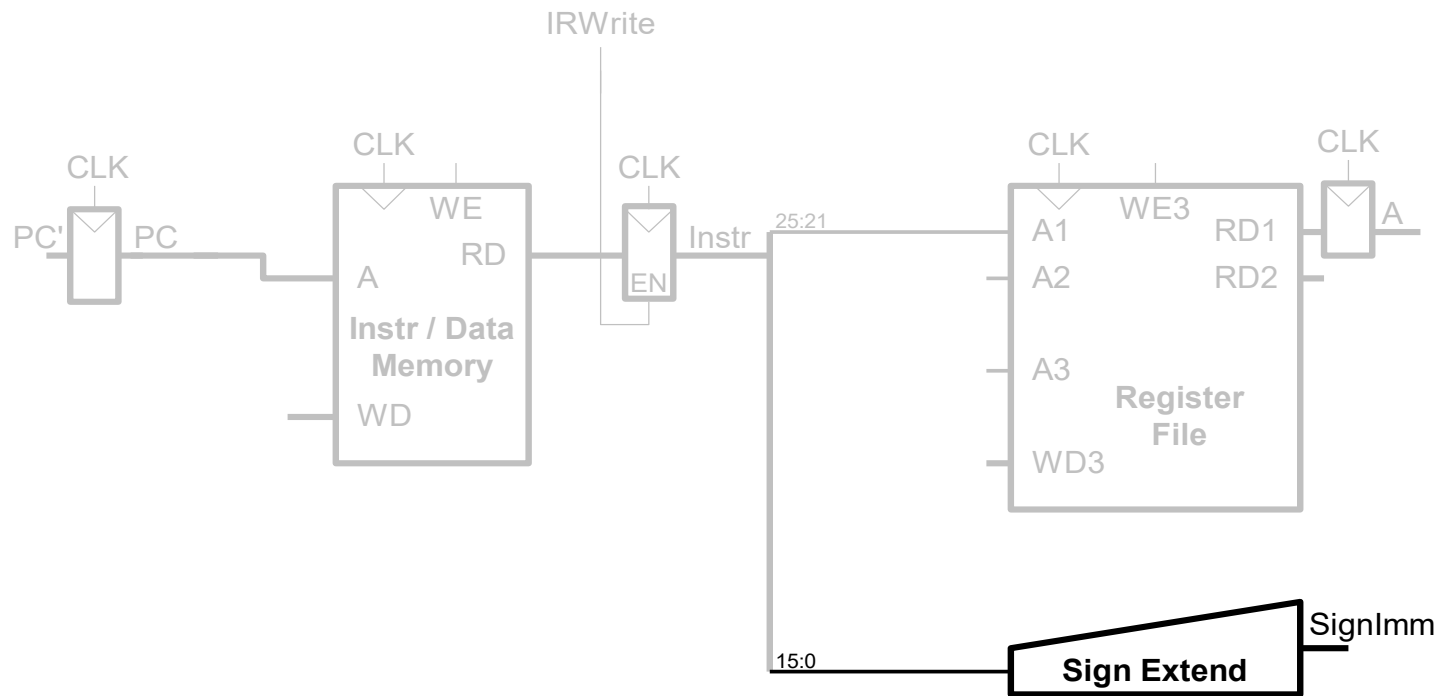 IRWrite
CLK
CLK
CLK
CLK
CLK
PC'
PC
WE
RD
A
Instr / Data
Memory
WD
EN
Instr
25:21
A1
WE3
RD1
A
A2
RD2
A3
Register
File
WD3
SignImm
15:0
Sign Extend